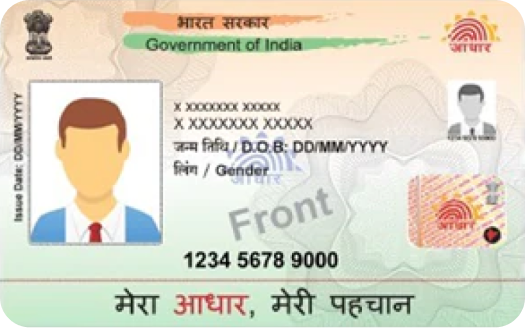 भारत सरकार
Government of India
आधार
Issue Date: DD/MM/YYYY
X XXXXXXX XXXXX
X XXXXXXX XXXXX
जन्म तिथि / D.O.B: DD/MM/YYYY
लिंग / Gender
आधार
Front
आधार
1234 5678 9000
मेरा आधार, मेरी पहचान